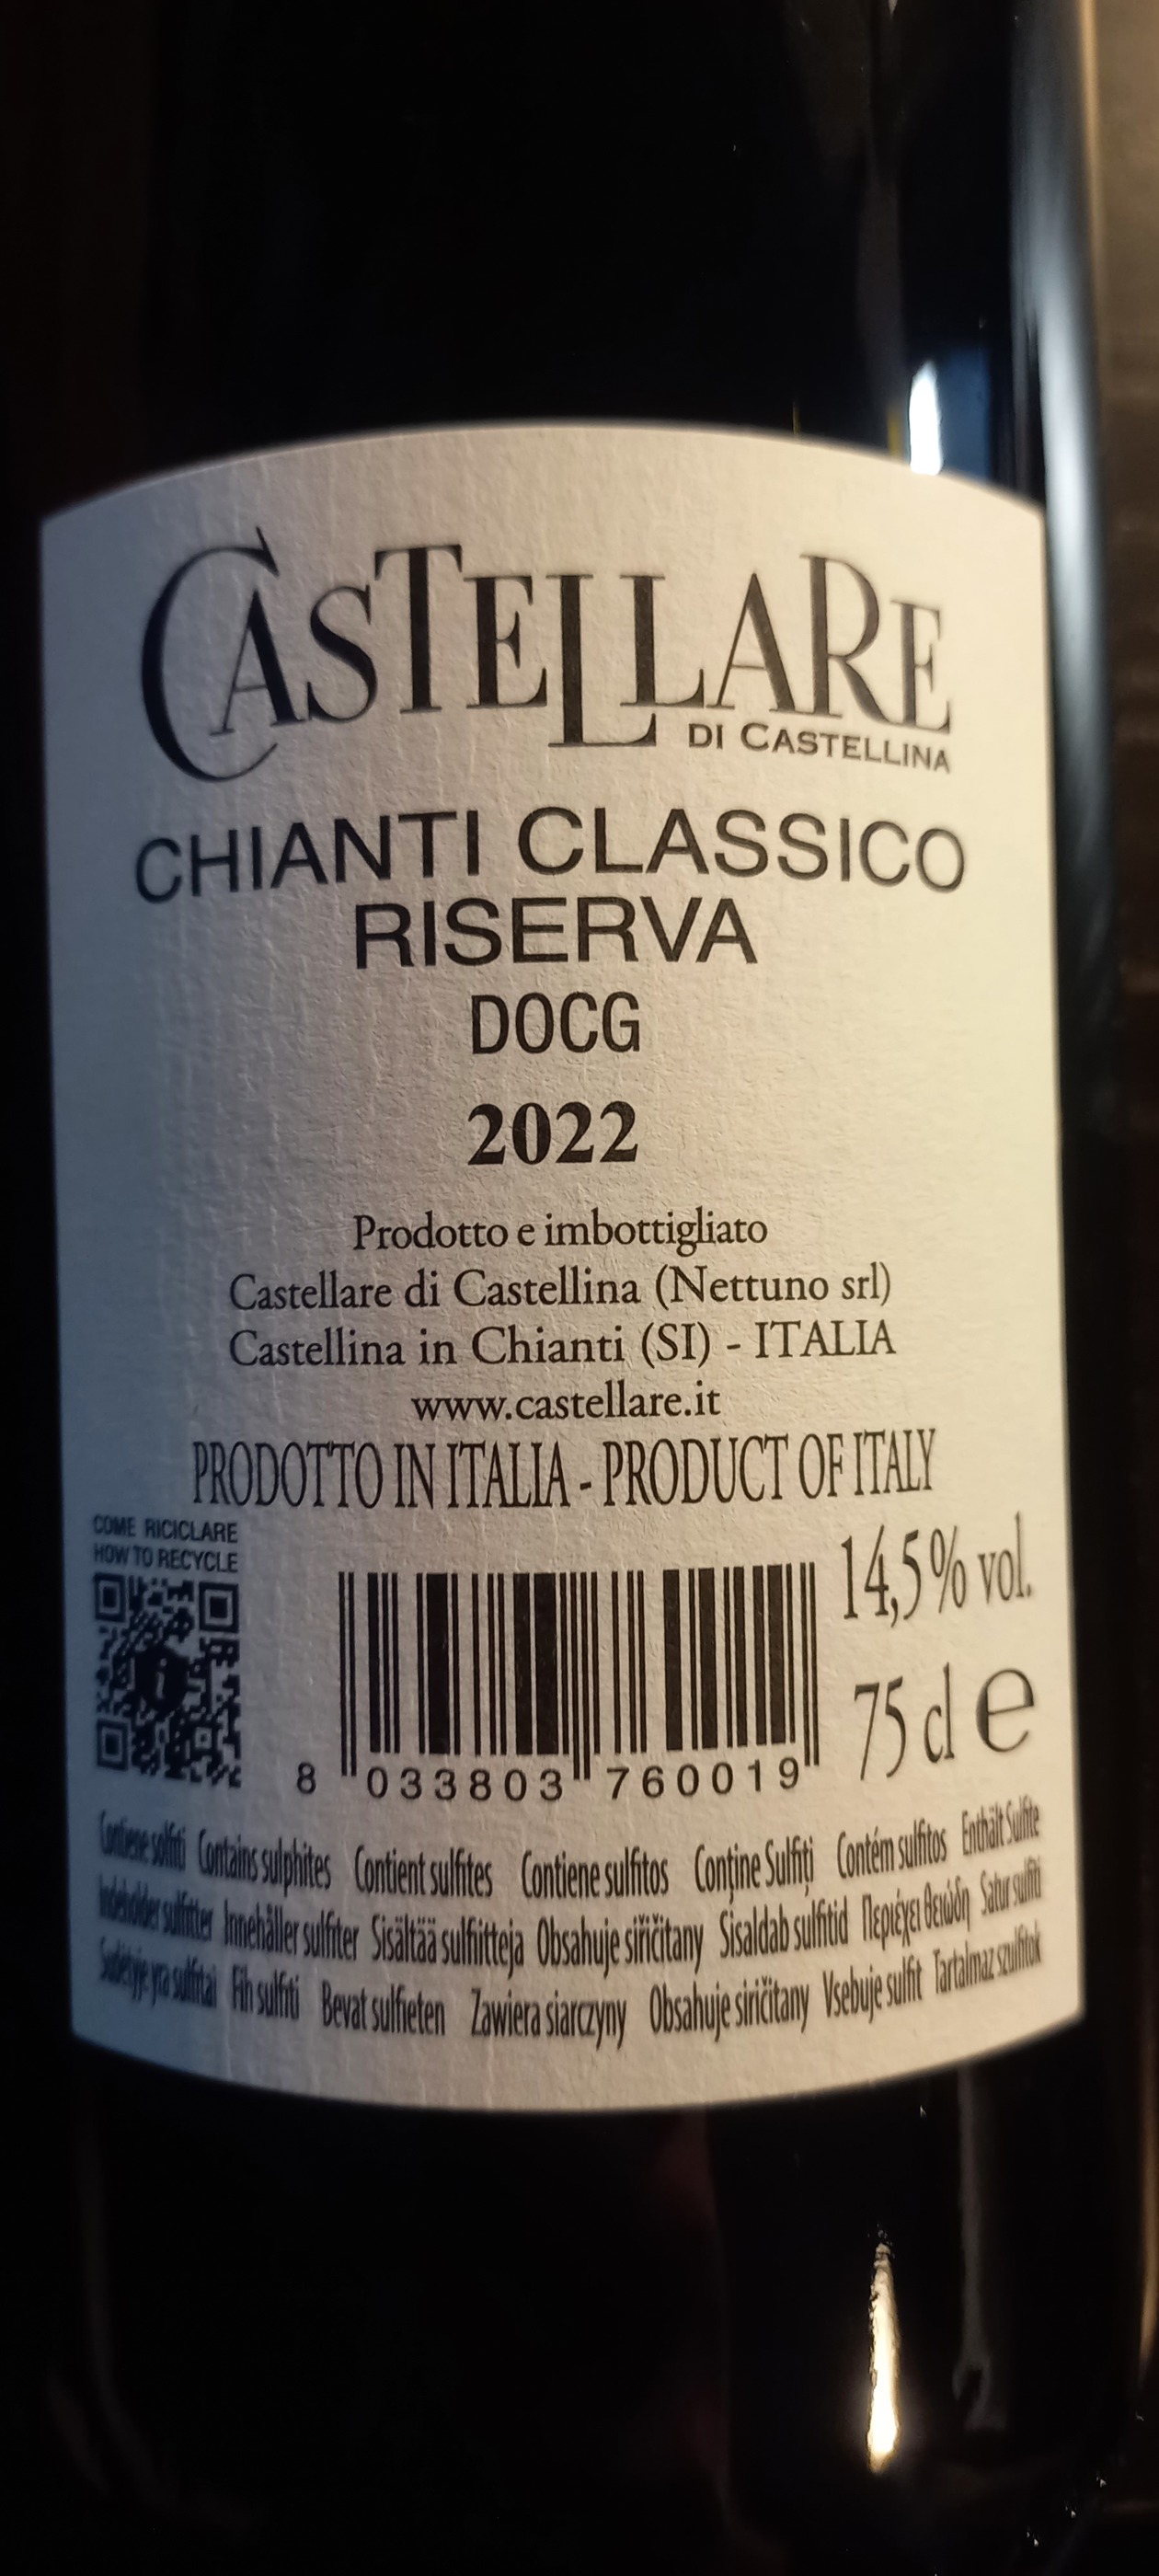 CASTELLARE
DI CASTELLINA
CHIANTI CLASSICO
RISERVA
DOCG
2022
Prodotto e imbottigliato
Castellare di Castellina (Nettuno srl)
Castellina in Chianti (SI) - ITALIA
www.castellare.it
PRODOTTO IN ITALIA - PRODUCT OF ITALY
COME RICICLARE
HOW TO RECYCLE
14,5% vol.
75 cl e
8 033803 760019
Contiene solfiti Contains sulphites Contient sulfites Contiene sulfitos Conține Sulfiți Contém sulfitos Enthält Sulfite
Indeholder sulfitter Innehåller sulfiter Sisältää sulfiitteja Obsahuje siřičitany Sisaldab sulfitid Περιέχει θειώδη Satur sulfīti
yra sulfitai Fih sulfiti Bevat sulfieten Zawiera siarczyny Obsahuje siričitany Vsebuje sulfit Tartalmaz szulfitok